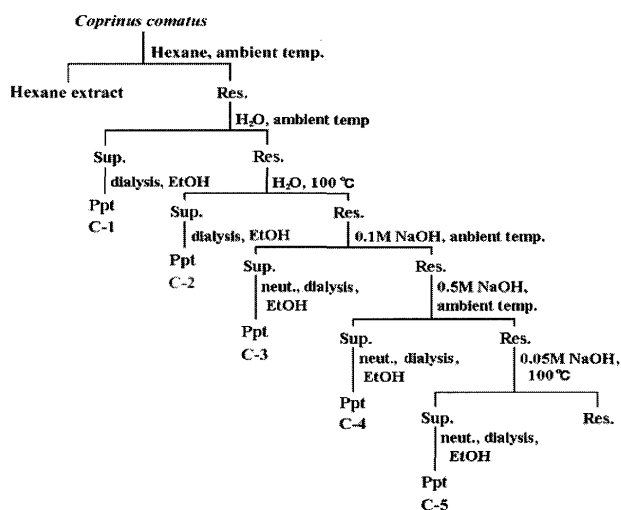 Coprinus comatus
Hexane, ambient temp.
Hexane extract
Res.
H₂O, ambient temp
Sup.
Res.
dialysis, EtOH
H₂O, 100 ℃
Ppt
C-1
Sup.
Res.
dialysis, EtOH
0.1M NaOH, anbient temp.
Ppt
C-2
Sup.
Res.
neut., dialysis,
EtOH
0.5M NaOH,
ambient temp.
Ppt
C-3
Sup.
Res.
neut., dialysis,
EtOH
0.05M NaOH,
100℃
Ppt
C-4
Sup.
Res.
neut., dialysis,
EtOH
Ppt
C-5